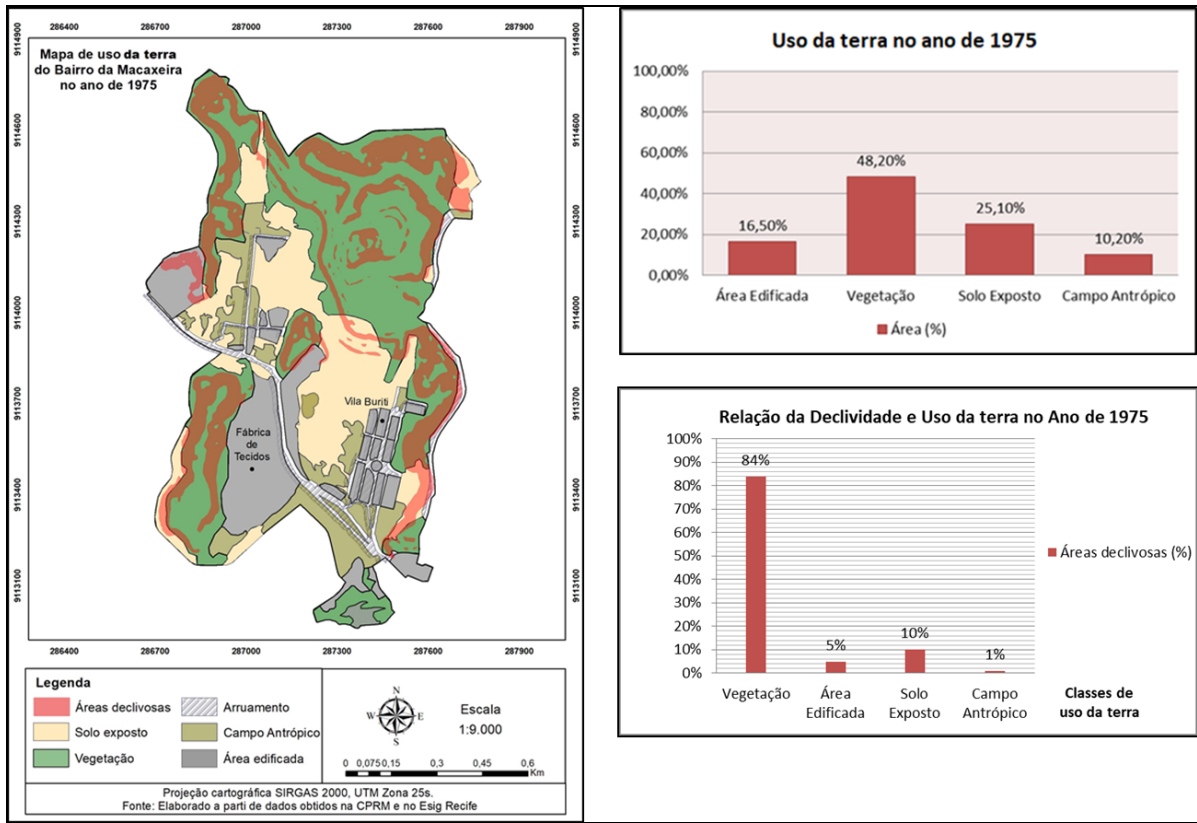 286400 286700 287000 287300 287600 287900
Mapa de uso da terra
do Bairro da Macaxeira
no ano de 1975
9114900 9114600 9114300 9114000 9113700 9113400 9113100
9114900 9114600 9114300 9114000 9113700 9113400 9113100
Vila Buriti
Fábrica
de
Tecidos
286400 286700 287000 287300 287600 287900
Legenda
Áreas declivosas
Solo exposto
Vegetação
Arruamento
Campo Antrópico
Área edificada
N
W E
S
Escala
1:9.000
0 0,075 0,15 0,3 0,45 0,6
Km
Projeção cartográfica SIRGAS 2000, UTM Zona 25s.
Fonte: Elaborado a parti de dados obtidos na CPRM e no Esig Recife
Uso da terra no ano de 1975
100,00%
80,00%
60,00%
40,00%
20,00%
0,00%
16,50%
48,20%
25,10%
10,20%
Área Edificada Vegetação Solo Exposto Campo Antrópico
Área (%)
Relação da Declividade e Uso da terra no Ano de 1975
100%
90%
80%
70%
60%
50%
40%
30%
20%
10%
0%
84%
5%
10%
1%
Áreas declivosas (%)
Vegetação
Área
Edificada
Solo
Exposto
Campo
Antrópico
Classes de
uso da terra